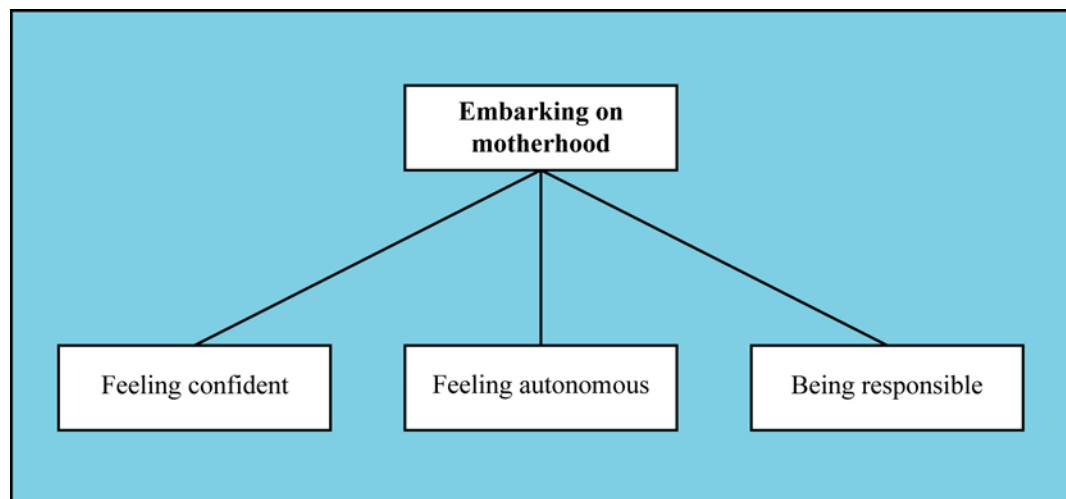 Embarking on
motherhood
Feeling confident
Feeling autonomous
Being responsible